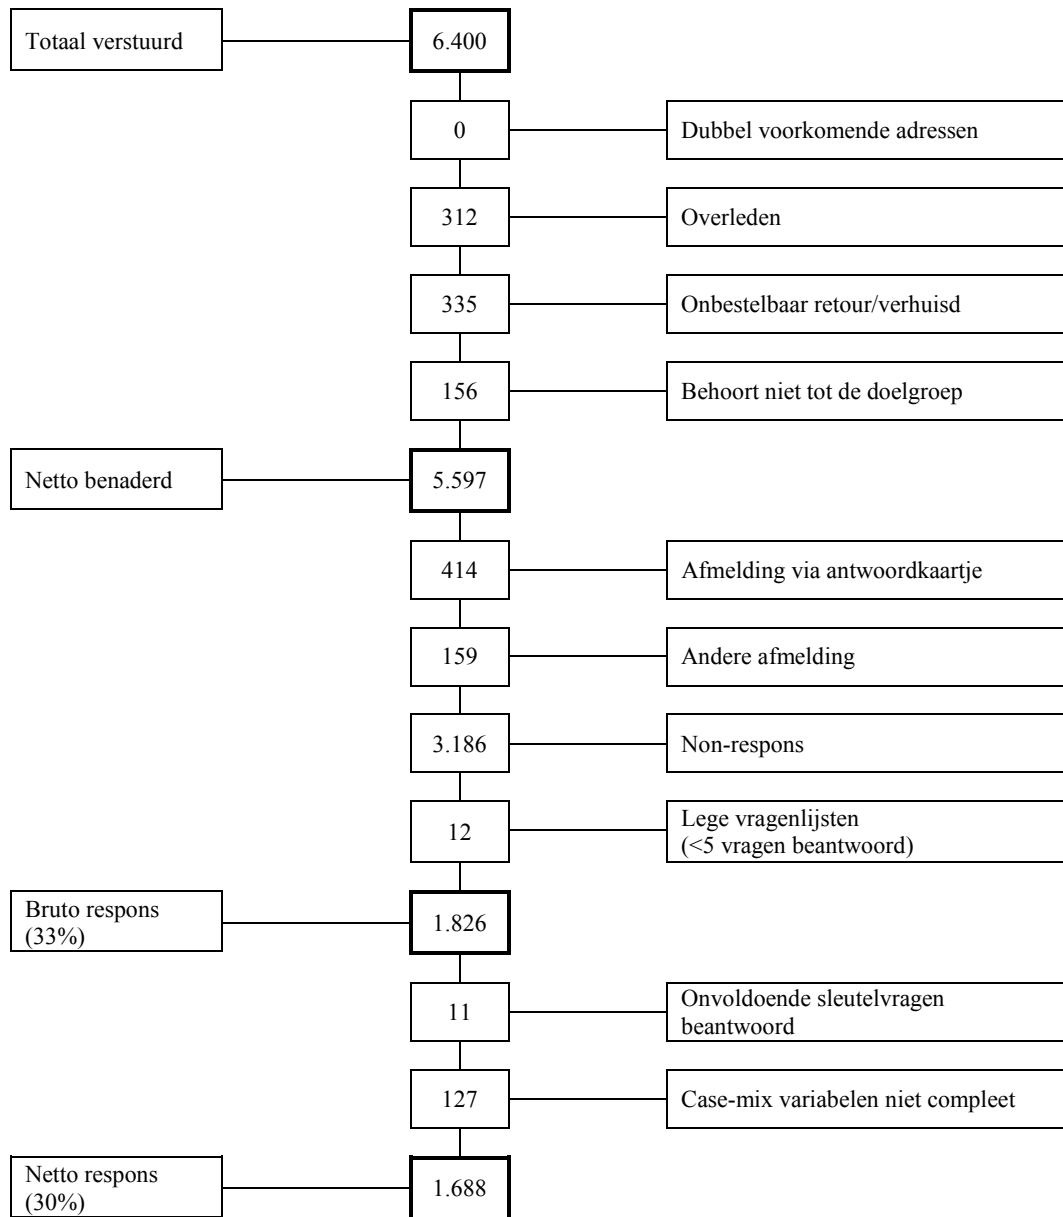 Totaal verstuurd
6.400
0
Dubbel voorkomende adressen
312
Overleden
335
Onbestelbaar retour/verhuisd
156
Behoort niet tot de doelgroep
Netto benaderd
5.597
414
Afmelding via antwoordkaartje
159
Andere afmelding
3.186
Non-respons
12
Lege vragenlijsten
(<5 vragen beantwoord)
Bruto respons
(33%)
1.826
11
Onvoldoende sleutelvragen
beantwoord
127
Case-mix variabelen niet compleet
Netto respons
(30%)
1.688